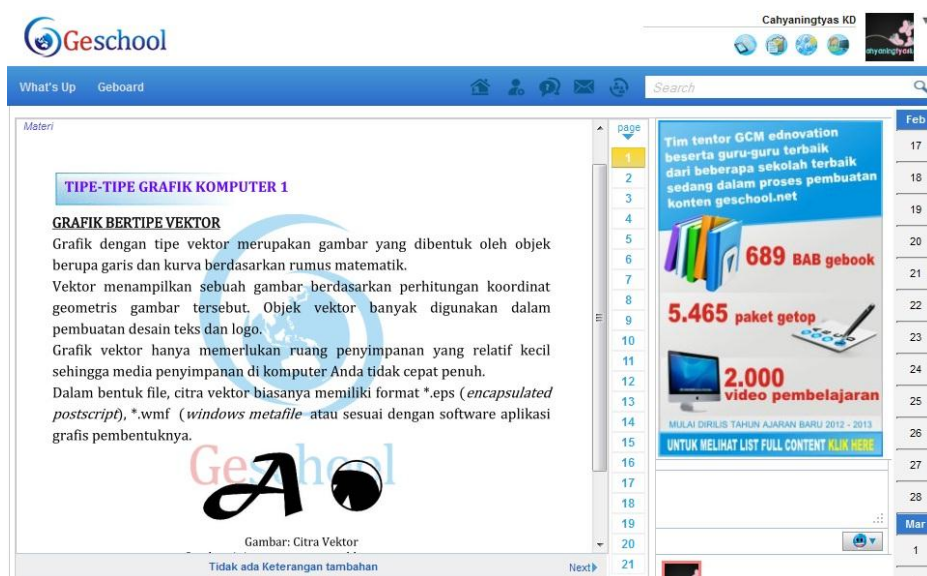 Geschool
Cahyaningtyas KD
What's Up Geboard
Search
Materi
TIPE-TIPE GRAFIK KOMPUTER 1
GRAFIK BERTIPE VEKTOR
Grafik dengan tipe vektor merupakan gambar yang dibentuk oleh objek
berupa garis dan kurva berdasarkan rumus matematik.
Vektor menampilkan sebuah gambar berdasarkan perhitungan koordinat
geometris gambar tersebut. Objek vektor banyak digunakan dalam
pembuatan desain teks dan logo.
Grafik vektor hanya memerlukan ruang penyimpanan yang relatif kecil
sehingga media penyimpanan di komputer Anda tidak cepat penuh.
Dalam bentuk file, citra vektor biasanya memiliki format *.eps (encapsulated
postscript), *.wmf (windows metafile atau sesuai dengan software aplikasi
grafis pembentuknya.
Geschool
A
Gambar: Citra Vektor
Tidak ada Keterangan tambahan
Next
page
1
2
3
4
5
6
7
8
9
10
11
12
13
14
15
16
17
18
19
20
21
Tim tentor GCM ednovation
beserta guru-guru terbaik
dari beberapa sekolah terbaik
sedang dalam proses pembuatan
konten geschool.net
689 BAB gebook
5.465 paket getop
2.000
video pembelajaran
MULAI DIRILIS TAHUN AJARAN BARU 2012 - 2013
UNTUK MELIHAT LIST FULL CONTENT KLIK HERE
Feb
17
18
19
20
21
22
23
24
25
26
27
28
Mar
1